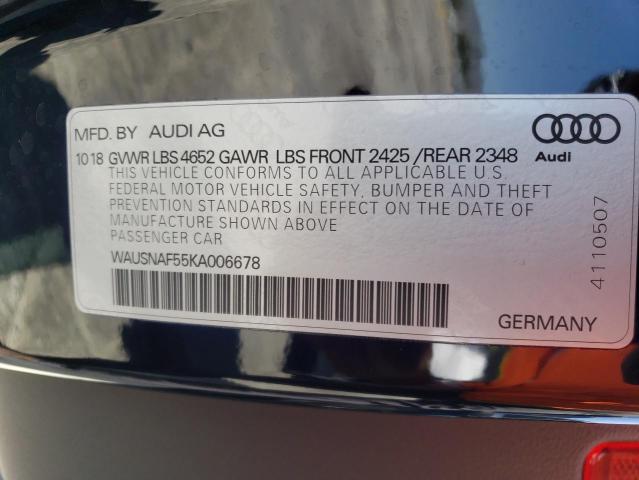 MFD. BY AUDI AG
10 18 GVWR LBS 4652 GAWR LBS FRONT 2425 / REAR 2348
Audi
THIS VEHICLE CONFORMS TO ALL APPLICABLE U.S.
FEDERAL MOTOR VEHICLE SAFETY, BUMPER AND THEFT
PREVENTION STANDARDS IN EFFECT ON THE DATE OF
MANUFACTURE SHOWN ABOVE
PASSENGER CAR
WAUSNAF55KA006678
4110507
GERMANY